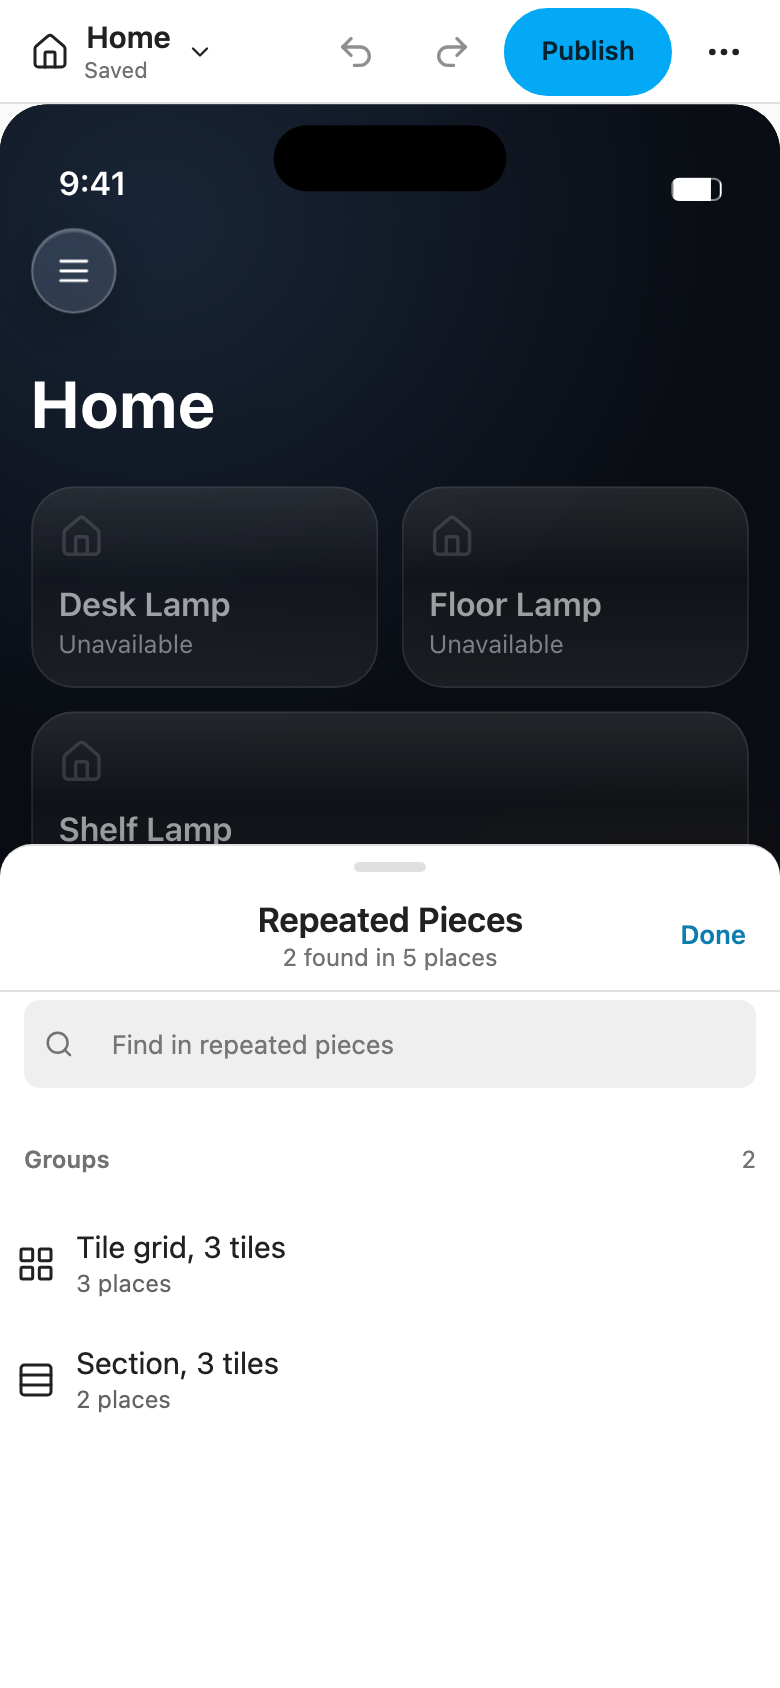 Home
Saved
Publish
9:41
Home
Desk Lamp
Unavailable
Floor Lamp
Unavailable
Shelf Lamp
Repeated Pieces
2 found in 5 places
Done
Find in repeated pieces
Groups
2
Tile grid, 3 tiles
3 places
Section, 3 tiles
2 places